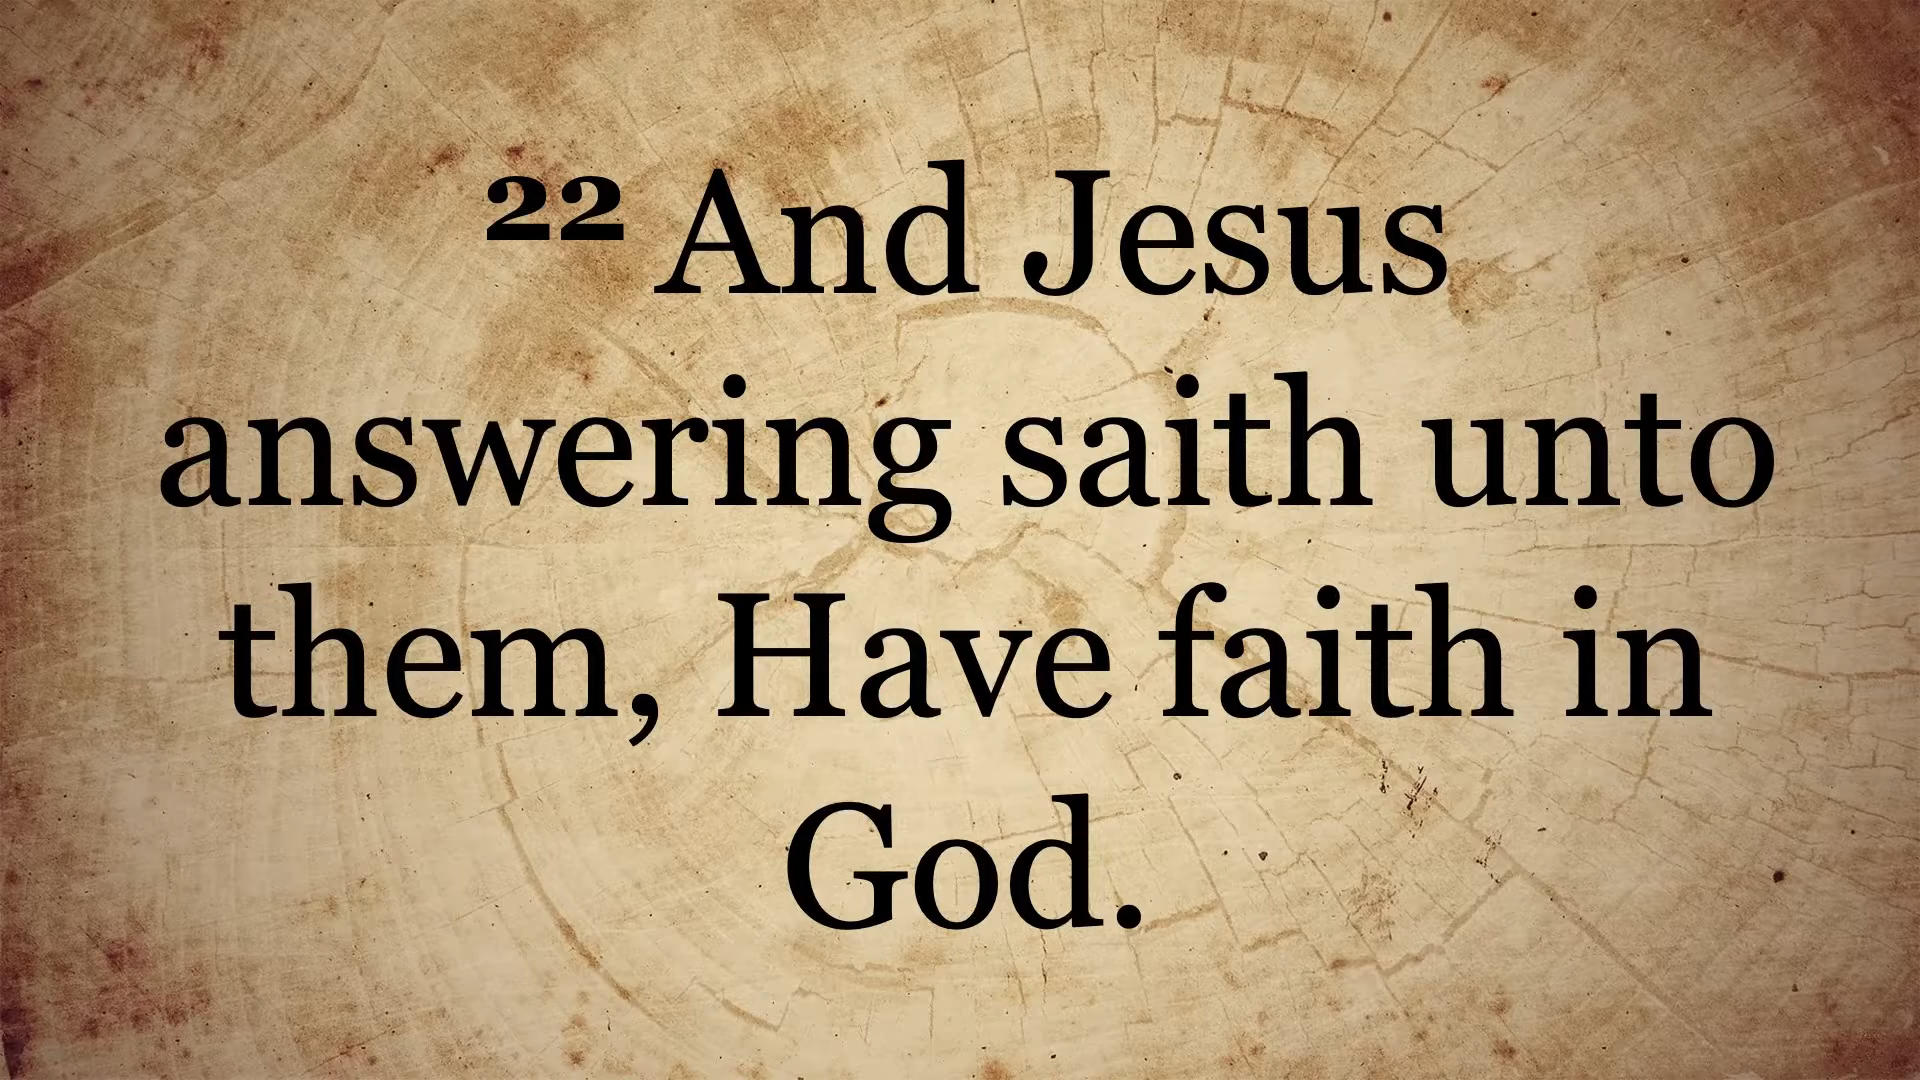 22 And Jesus
answering saith unto
them, Have faith in
God.